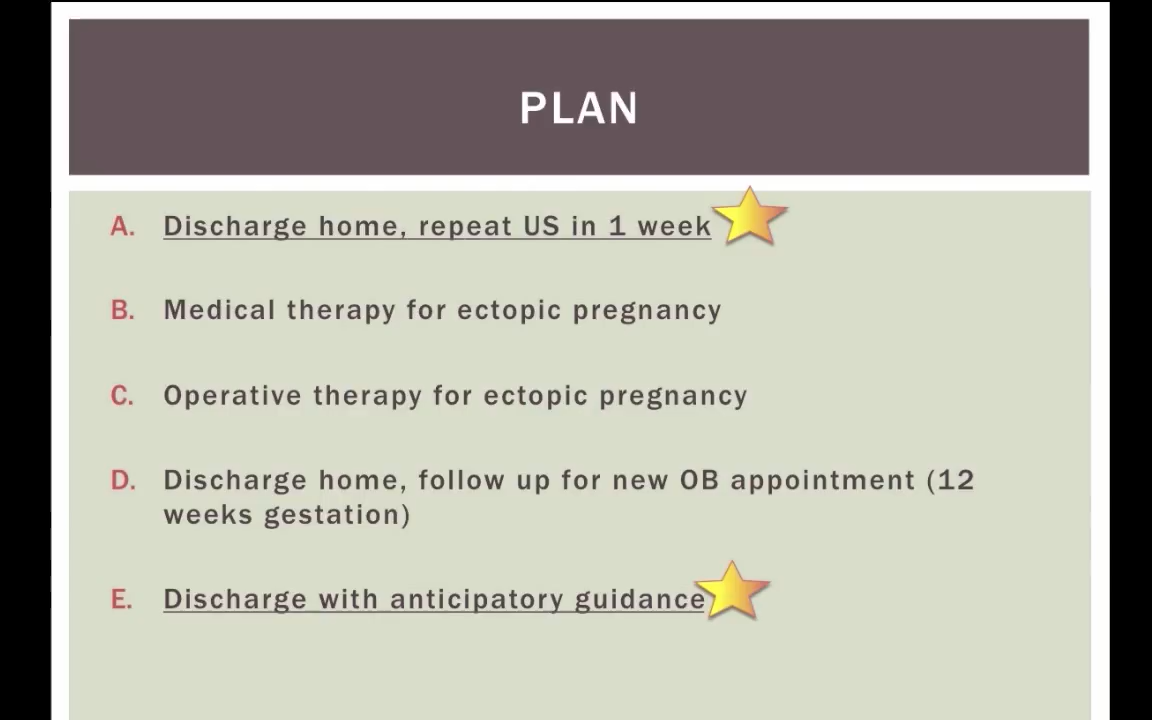 PLAN
A. Discharge home, repeat US in 1 week
B. Medical therapy for ectopic pregnancy
C. Operative therapy for ectopic pregnancy
D. Discharge home, follow up for new OB appointment (12
weeks gestation)
E. Discharge with anticipatory guidance